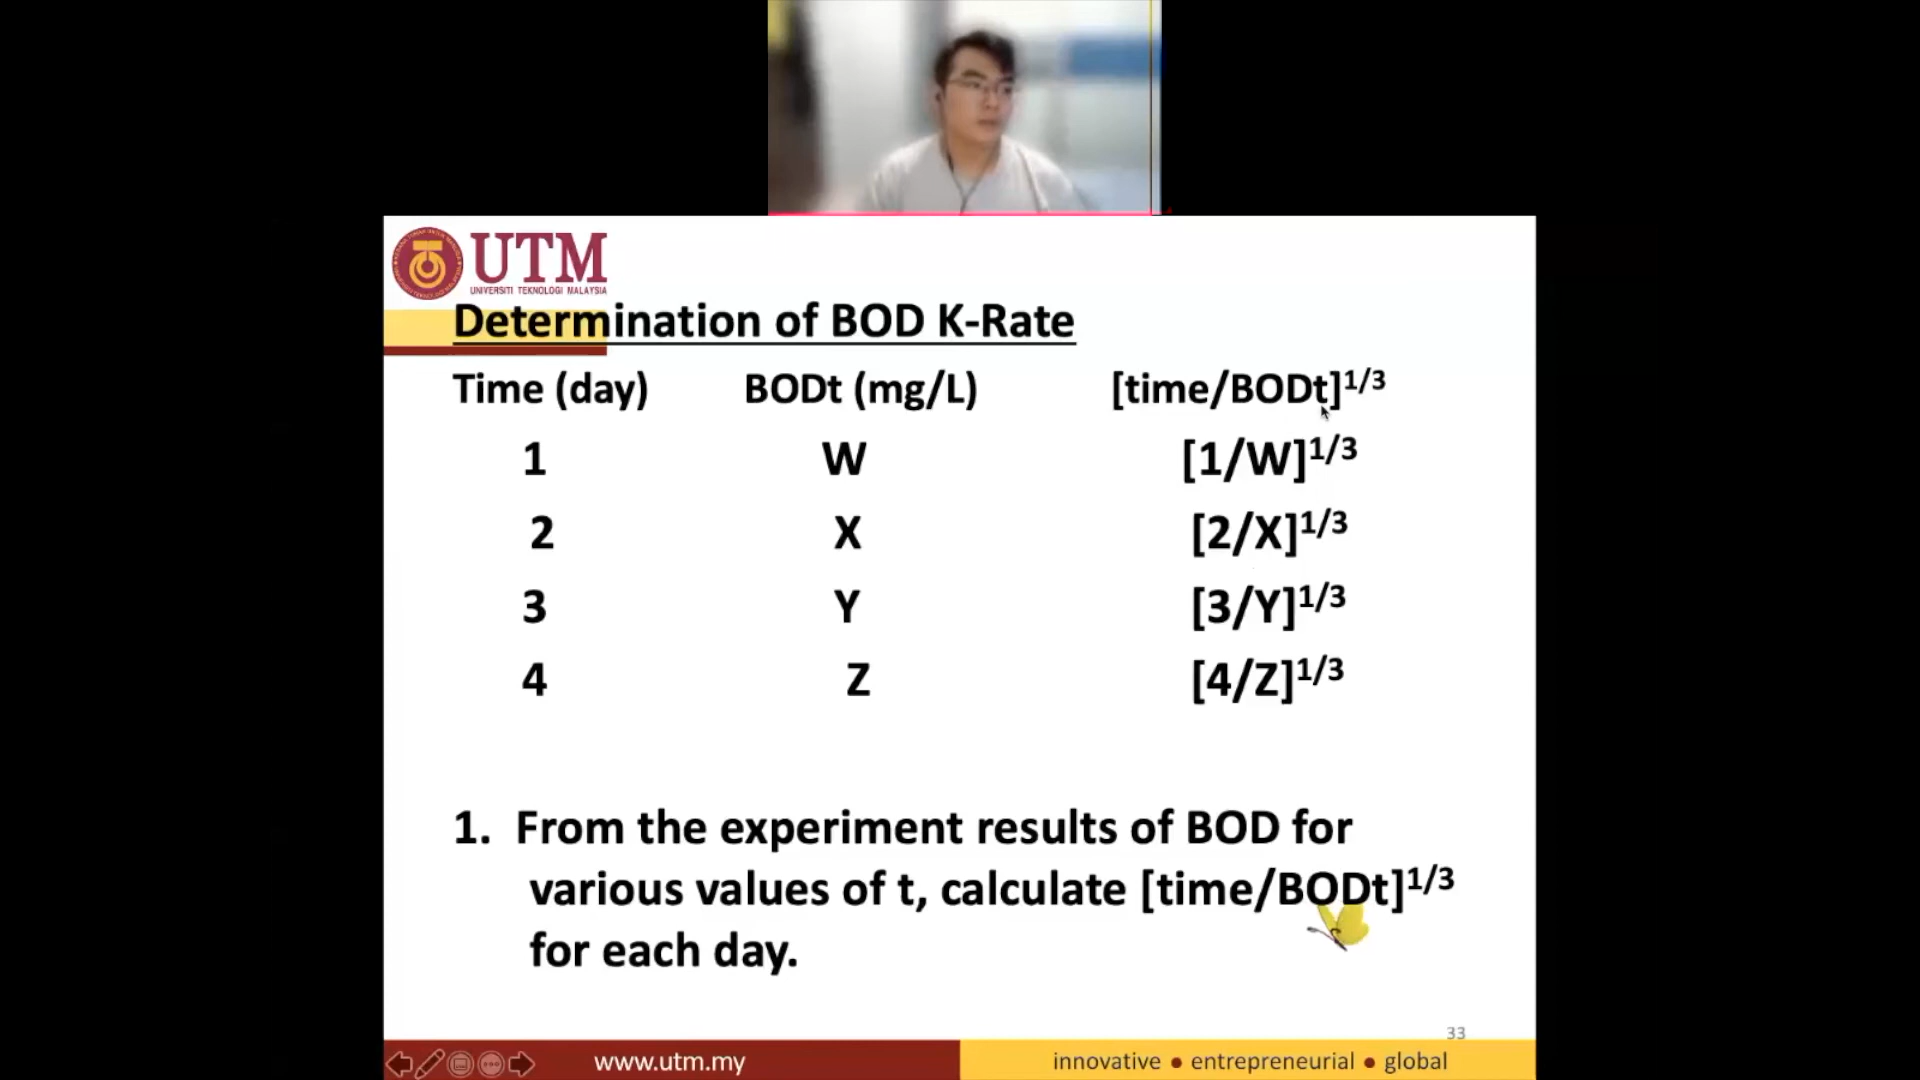 UTM
UNIVERSITI TEKNOLOGI MALAYSIA
Determination of BOD K-Rate
Time (day) BODt (mg/L) [time/BODt]¹/³
1 W [1/W]¹/³
2 X [2/X]¹/³
3 Y [3/Y]¹/³
4 Z [4/Z]¹/³
1. From the experiment results of BOD for
various values of t, calculate [time/BODt]¹/³
for each day.
33
www.utm.my
innovative ● entrepreneurial ● global